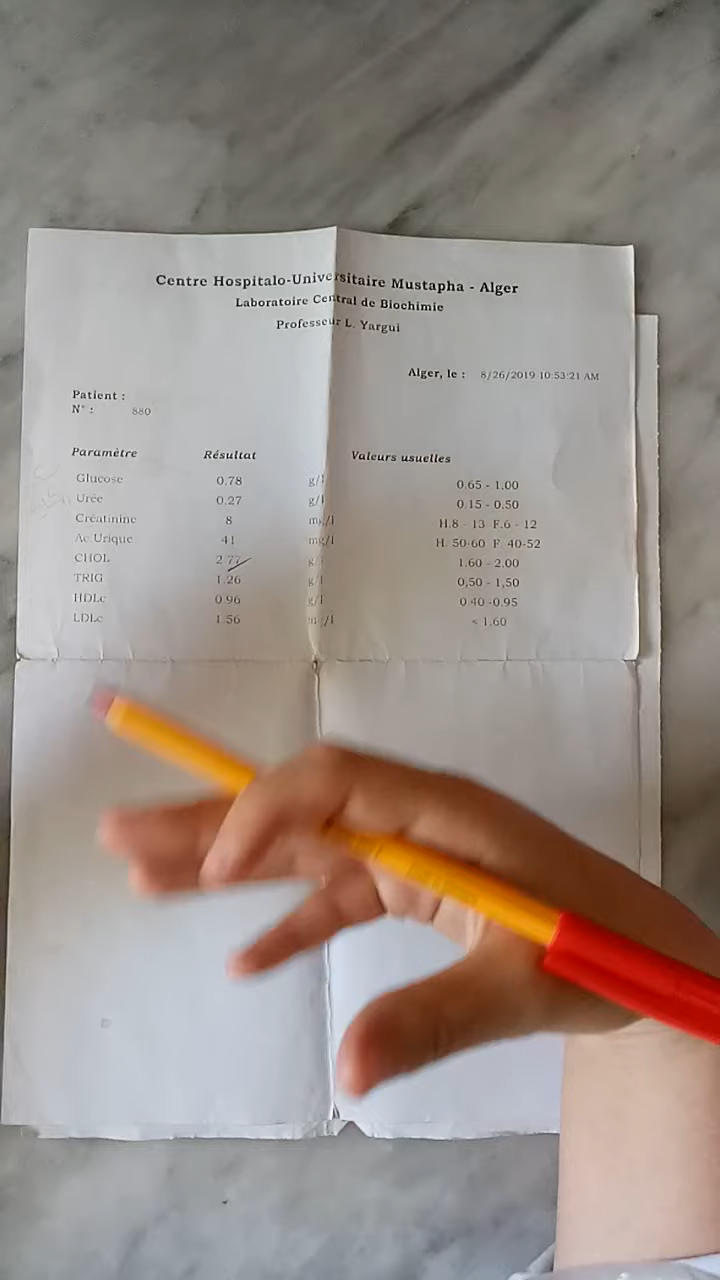 Centre Hospitalo-Universitaire Mustapha - Alger
Laboratoire Central de Biochimie
Professeur L. Yargui
Alger, le : 8/26/2019 10:53:21 AM
Patient :
N° : 880
Paramètre Résultat Valeurs usuelles
Glucose 0.78 g/l 0.65 - 1.00
Urée 0.27 g/l 0.15 - 0.50
Créatinine 8 mg/l H.8 - 13 F.6 - 12
Ac.Urique 41 mg/l H. 50-60 F. 40-52
CHOL 2.77 g/l 1.60 - 2.00
TRIG 1.26 g/l 0,50 - 1,50
HDLc 0.96 g/l 0.40 -0.95
LDLc 1.56 < 1.60